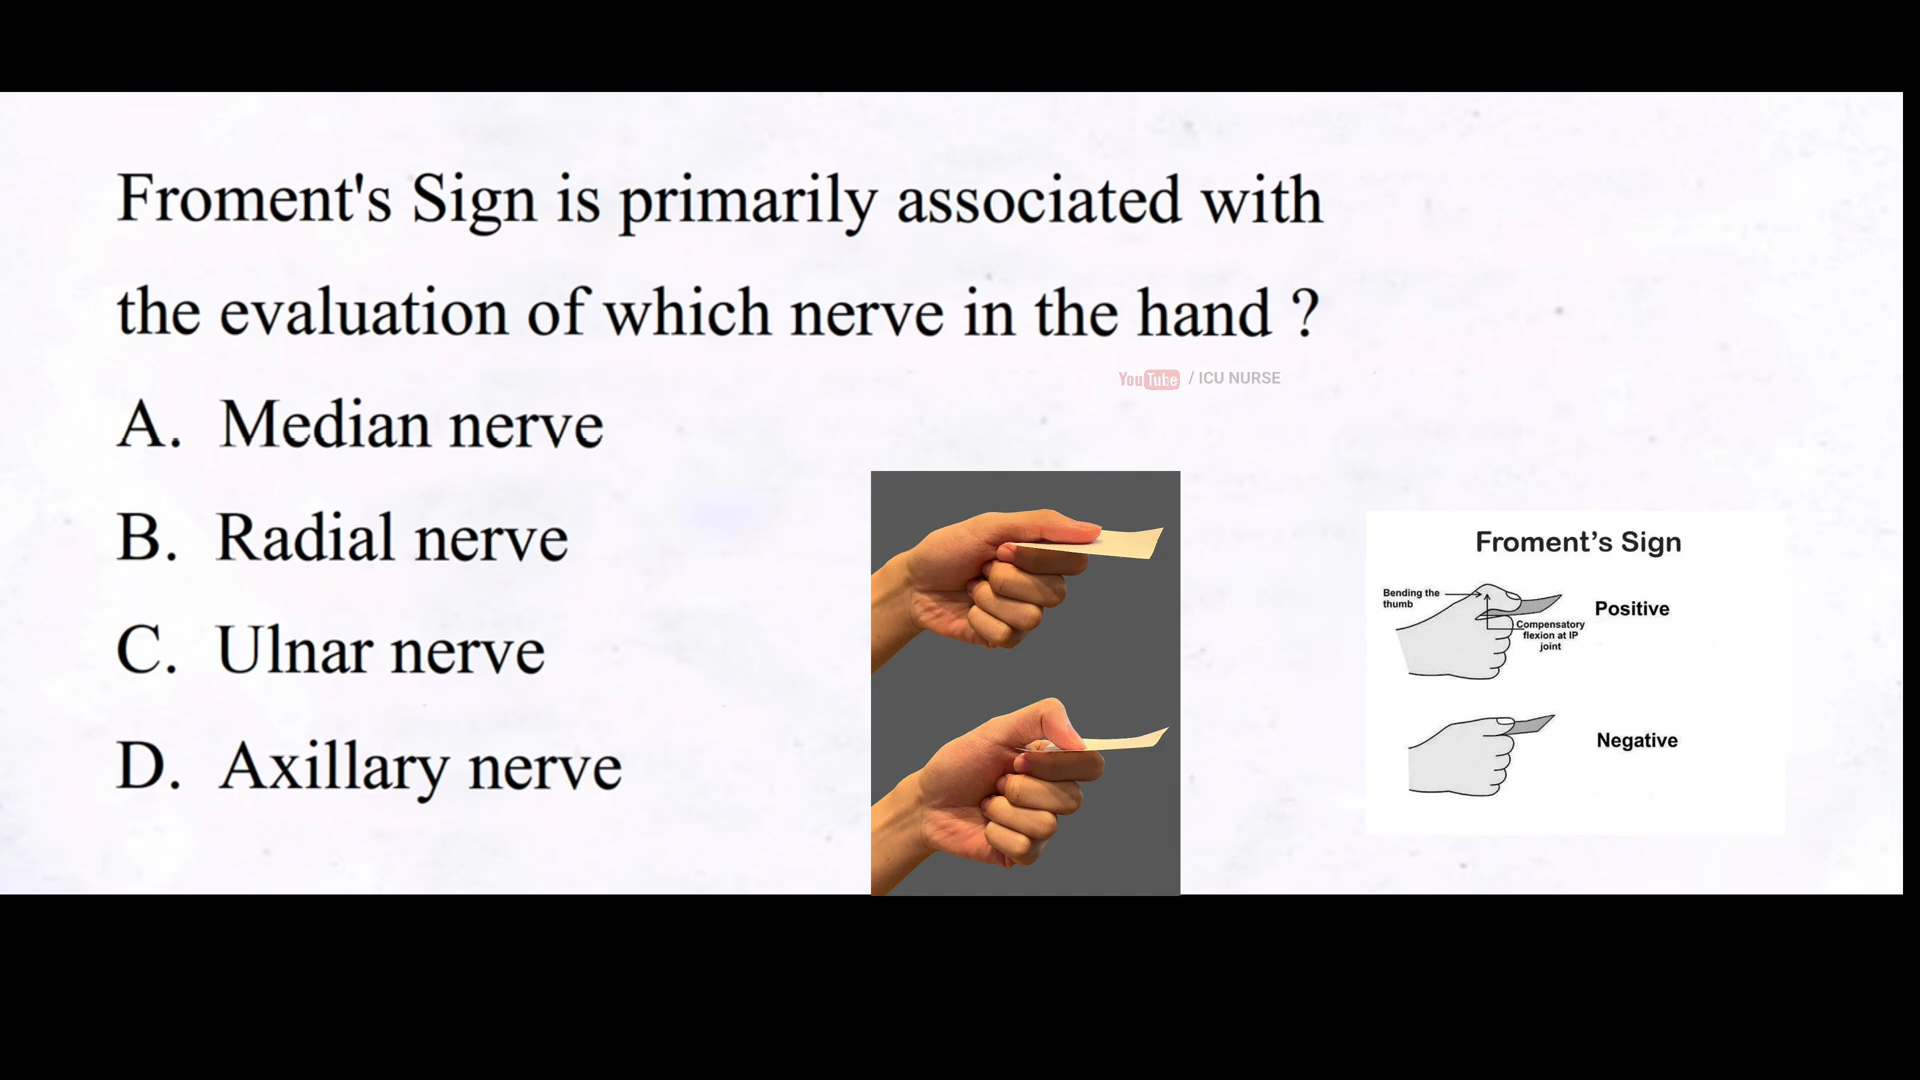 Froment's Sign is primarily associated with
the evaluation of which nerve in the hand ?
YouTube / ICU NURSE
A. Median nerve
B. Radial nerve
C. Ulnar nerve
D. Axillary nerve
Froment's Sign
Bending the
thumb
Positive
Compensatory
flexion at IP
joint
Negative